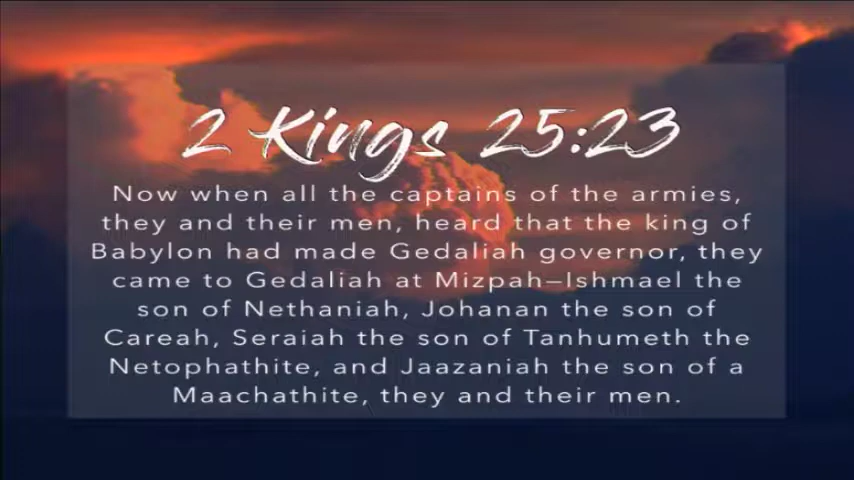 2 Kings 25:23
Now when all the captains of the armies,
they and their men, heard that the king of
Babylon had made Gedaliah governor, they
came to Gedaliah at Mizpah—Ishmael the
son of Nethaniah, Johanan the son of
Careah, Seraiah the son of Tanhumeth the
Netophathite, and Jaazaniah the son of a
Maachathite, they and their men.